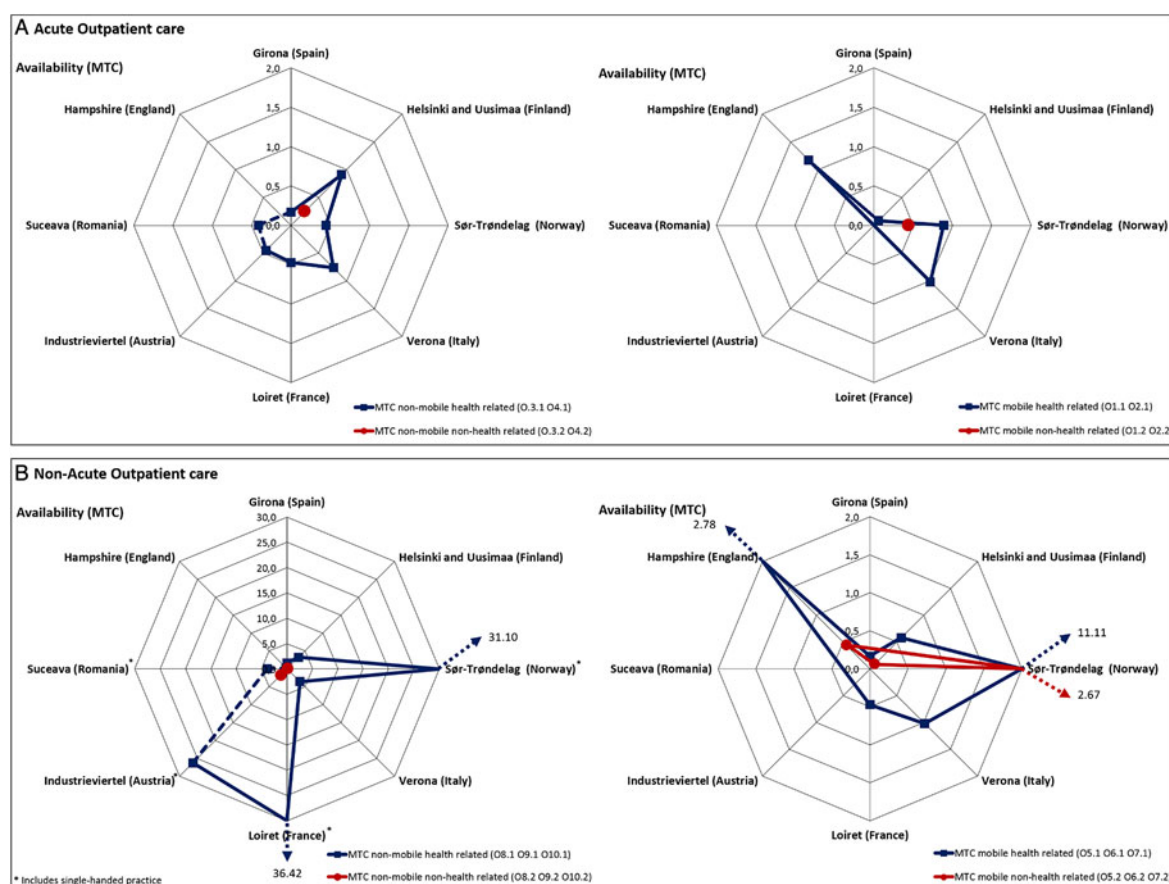 A Acute Outpatient care
Availability (MTC)
Girona (Spain)
Helsinki and Uusimaa (Finland)
Sør-Trøndelag (Norway)
Verona (Italy)
Loiret (France)
Industrieviertel (Austria)
Suceava (Romania)
Hampshire (England)
2,0
1,5
1,0
0,5
0,0
MTC non-mobile health related (O.3.1 O4.1)
MTC non-mobile non-health related (O.3.2 O4.2)
Availability (MTC)
Girona (Spain)
Helsinki and Uusimaa (Finland)
Sør-Trøndelag (Norway)
Verona (Italy)
Loiret (France)
Industrieviertel (Austria)
Suceava (Romania)
Hampshire (England)
2,0
1,5
1,0
0,5
0,0
MTC mobile health related (O1.1 O2.1)
MTC mobile non-health related (O1.2 O2.2)
B Non-Acute Outpatient care
Availability (MTC)
Girona (Spain)
Helsinki and Uusimaa (Finland)
Sør-Trøndelag (Norway)*
Verona (Italy)
Loiret (France)*
Industrieviertel (Austria)*
Suceava (Romania)*
Hampshire (England)
30,0
25,0
20,0
15,0
10,0
5,0
0,0
31.10
36.42
MTC non-mobile health related (O8.1 O9.1 O10.1)
MTC non-mobile non-health related (O8.2 O9.2 O10.2)
* Includes single-handed practice
Availability (MTC)
2.78
Girona (Spain)
Helsinki and Uusimaa (Finland)
Sør-Trøndelag (Norway)
Verona (Italy)
Loiret (France)
Industrieviertel (Austria)
Suceava (Romania)
Hampshire (England)
2,0
1,5
1,0
0,5
0,0
11.11
2.67
MTC mobile health related (O5.1 O6.1 O7.1)
MTC mobile non-health related (O5.2 O6.2 O7.2)